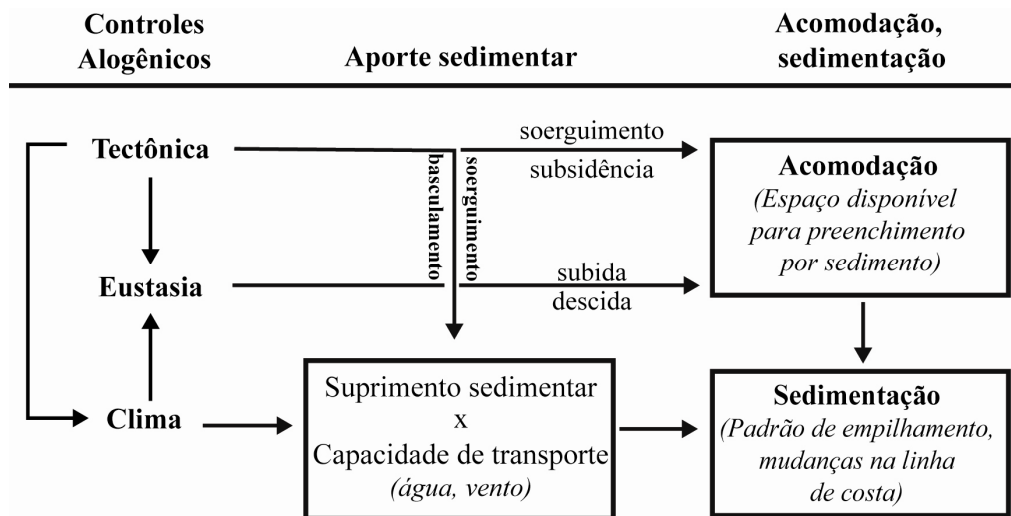 Controles
Alogênicos
Aporte sedimentar
Acomodação,
sedimentação
Tectônica
basculamento
soerguimento
soerguimento
subsidência
Acomodação
(Espaço disponível
para preenchimento
por sedimento)
Eustasia
subida
descida
Clima
Suprimento sedimentar
x
Capacidade de transporte
(água, vento)
Sedimentação
(Padrão de empilhamento,
mudanças na linha
de costa)